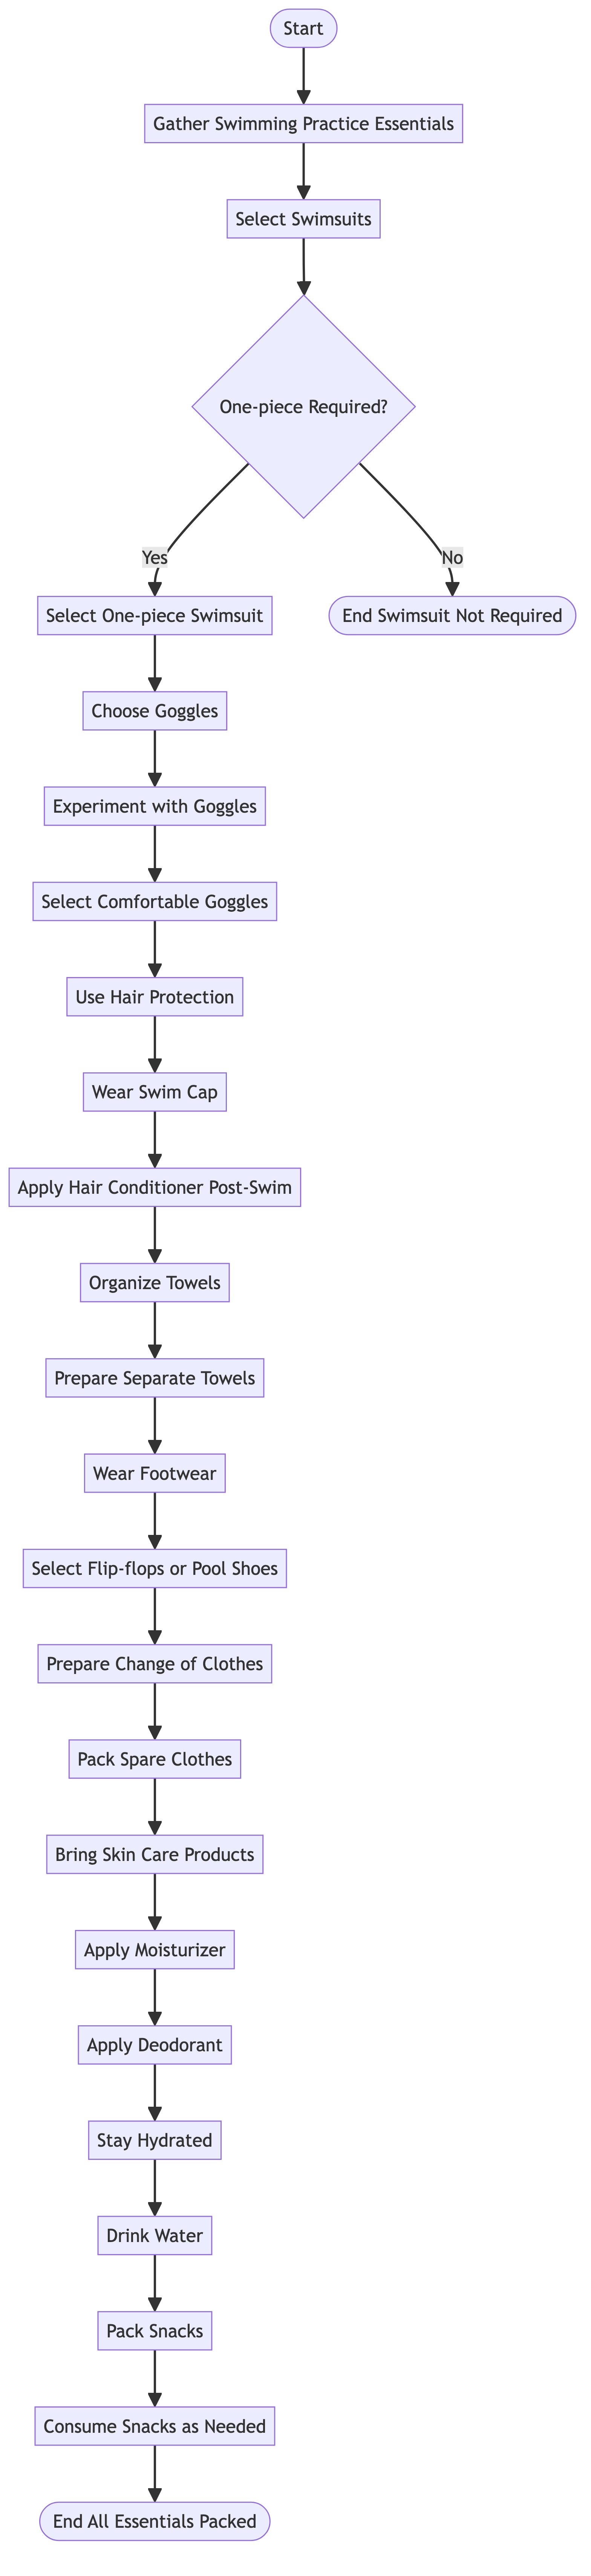 Start
Gather Swimming Practice Essentials
Select Swimsuits
One-piece Required?
Yes
No
Select One-piece Swimsuit
End Swimsuit Not Required
Choose Goggles
Experiment with Goggles
Select Comfortable Goggles
Use Hair Protection
Wear Swim Cap
Apply Hair Conditioner Post-Swim
Organize Towels
Prepare Separate Towels
Wear Footwear
Select Flip-flops or Pool Shoes
Prepare Change of Clothes
Pack Spare Clothes
Bring Skin Care Products
Apply Moisturizer
Apply Deodorant
Stay Hydrated
Drink Water
Pack Snacks
Consume Snacks as Needed
End All Essentials Packed